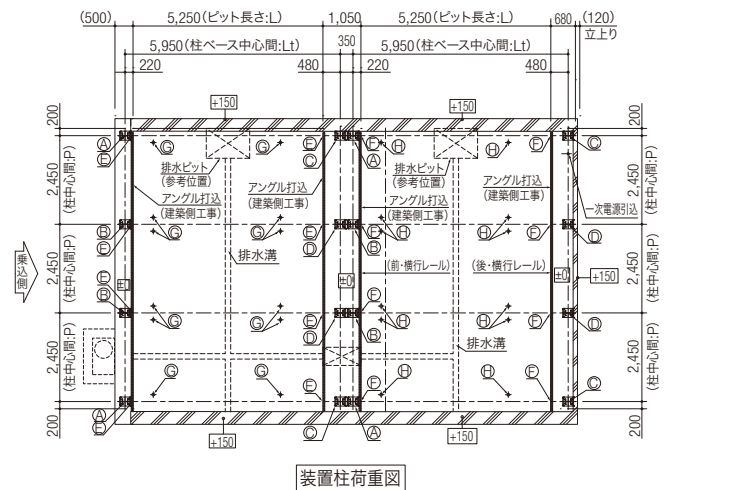 (500) 5,250(ピット長さ:L) 1,050 5,250(ピット長さ:L) 680 (120)
立上り
5,950(柱ベース中心間:Lt) 350 5,950(柱ベース中心間:Lt)
220 480 220 480
+150 +150
200 200
Ⓐ Ⓔ Ⓖ Ⓖ Ⓔ Ⓒ Ⓕ Ⓐ Ⓗ Ⓗ Ⓕ Ⓒ
排水ピット
(参考位置)
排水ピット
(参考位置)
アングル打込
(建築側工事)
アングル打込
(建築側工事)
アングル打込
(建築側工事)
アングル打込
(建築側工事)
一次電源引込
2,450
(柱中心間:P)
2,450
(柱中心間:P)
Ⓑ Ⓔ Ⓖ Ⓖ Ⓔ Ⓓ Ⓕ Ⓑ Ⓗ Ⓗ Ⓕ Ⓓ
排水溝
(前・横行レール) (後・横行レール)
乗込側
±0 ±0 ±0 +150
2,450
(柱中心間:P)
2,450
(柱中心間:P)
Ⓔ Ⓑ Ⓖ Ⓖ Ⓔ Ⓓ Ⓕ Ⓑ Ⓗ Ⓗ Ⓕ Ⓓ
排水溝
2,450
(柱中心間:P)
2,450
(柱中心間:P)
Ⓖ Ⓖ Ⓔ Ⓕ Ⓗ Ⓗ Ⓕ Ⓒ
Ⓐ Ⓔ Ⓒ Ⓐ
200 200
+150 +150
装置柱荷重図